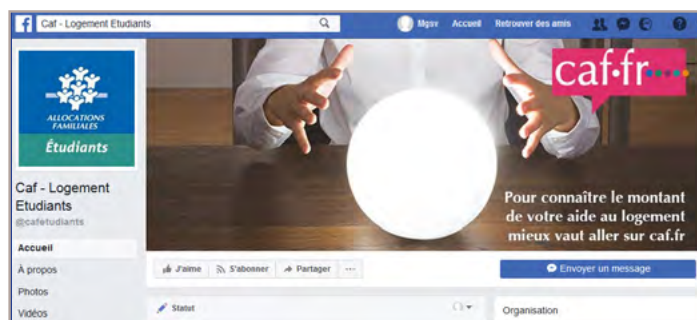 Caf - Logement Etudiants
Mgsv Accueil Retrouver des amis
ALLOCATIONS
FAMILIALES
Étudiants
caf.fr
Pour connaître le montant
de votre aide au logement
mieux vaut aller sur caf.fr
Caf - Logement
Etudiants
@cafetudiants
Accueil
À propos
Photos
Vidéos
J'aime S'abonner Partager ...
Envoyer un message
Statut
Organisation